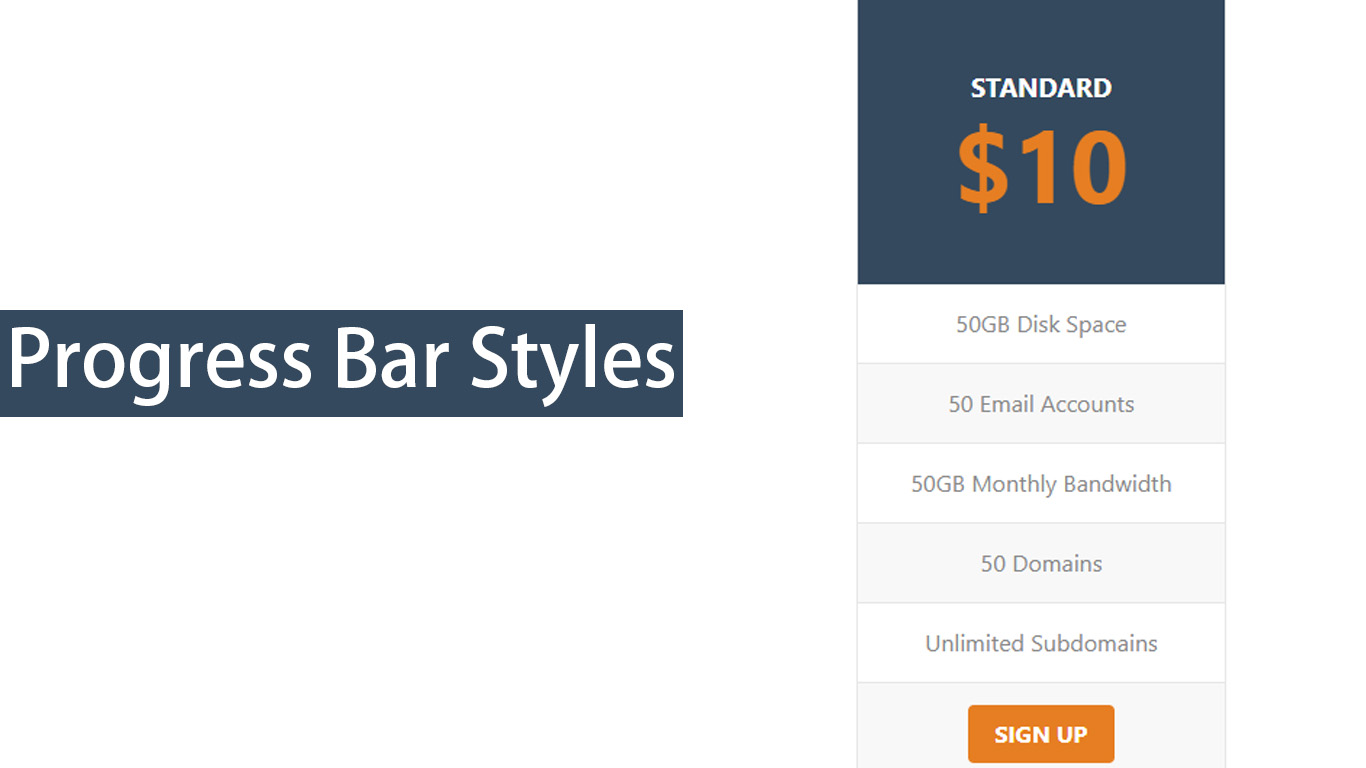 Progress Bar Styles
STANDARD
$10
50GB Disk Space
50 Email Accounts
50GB Monthly Bandwidth
50 Domains
Unlimited Subdomains
SIGN UP